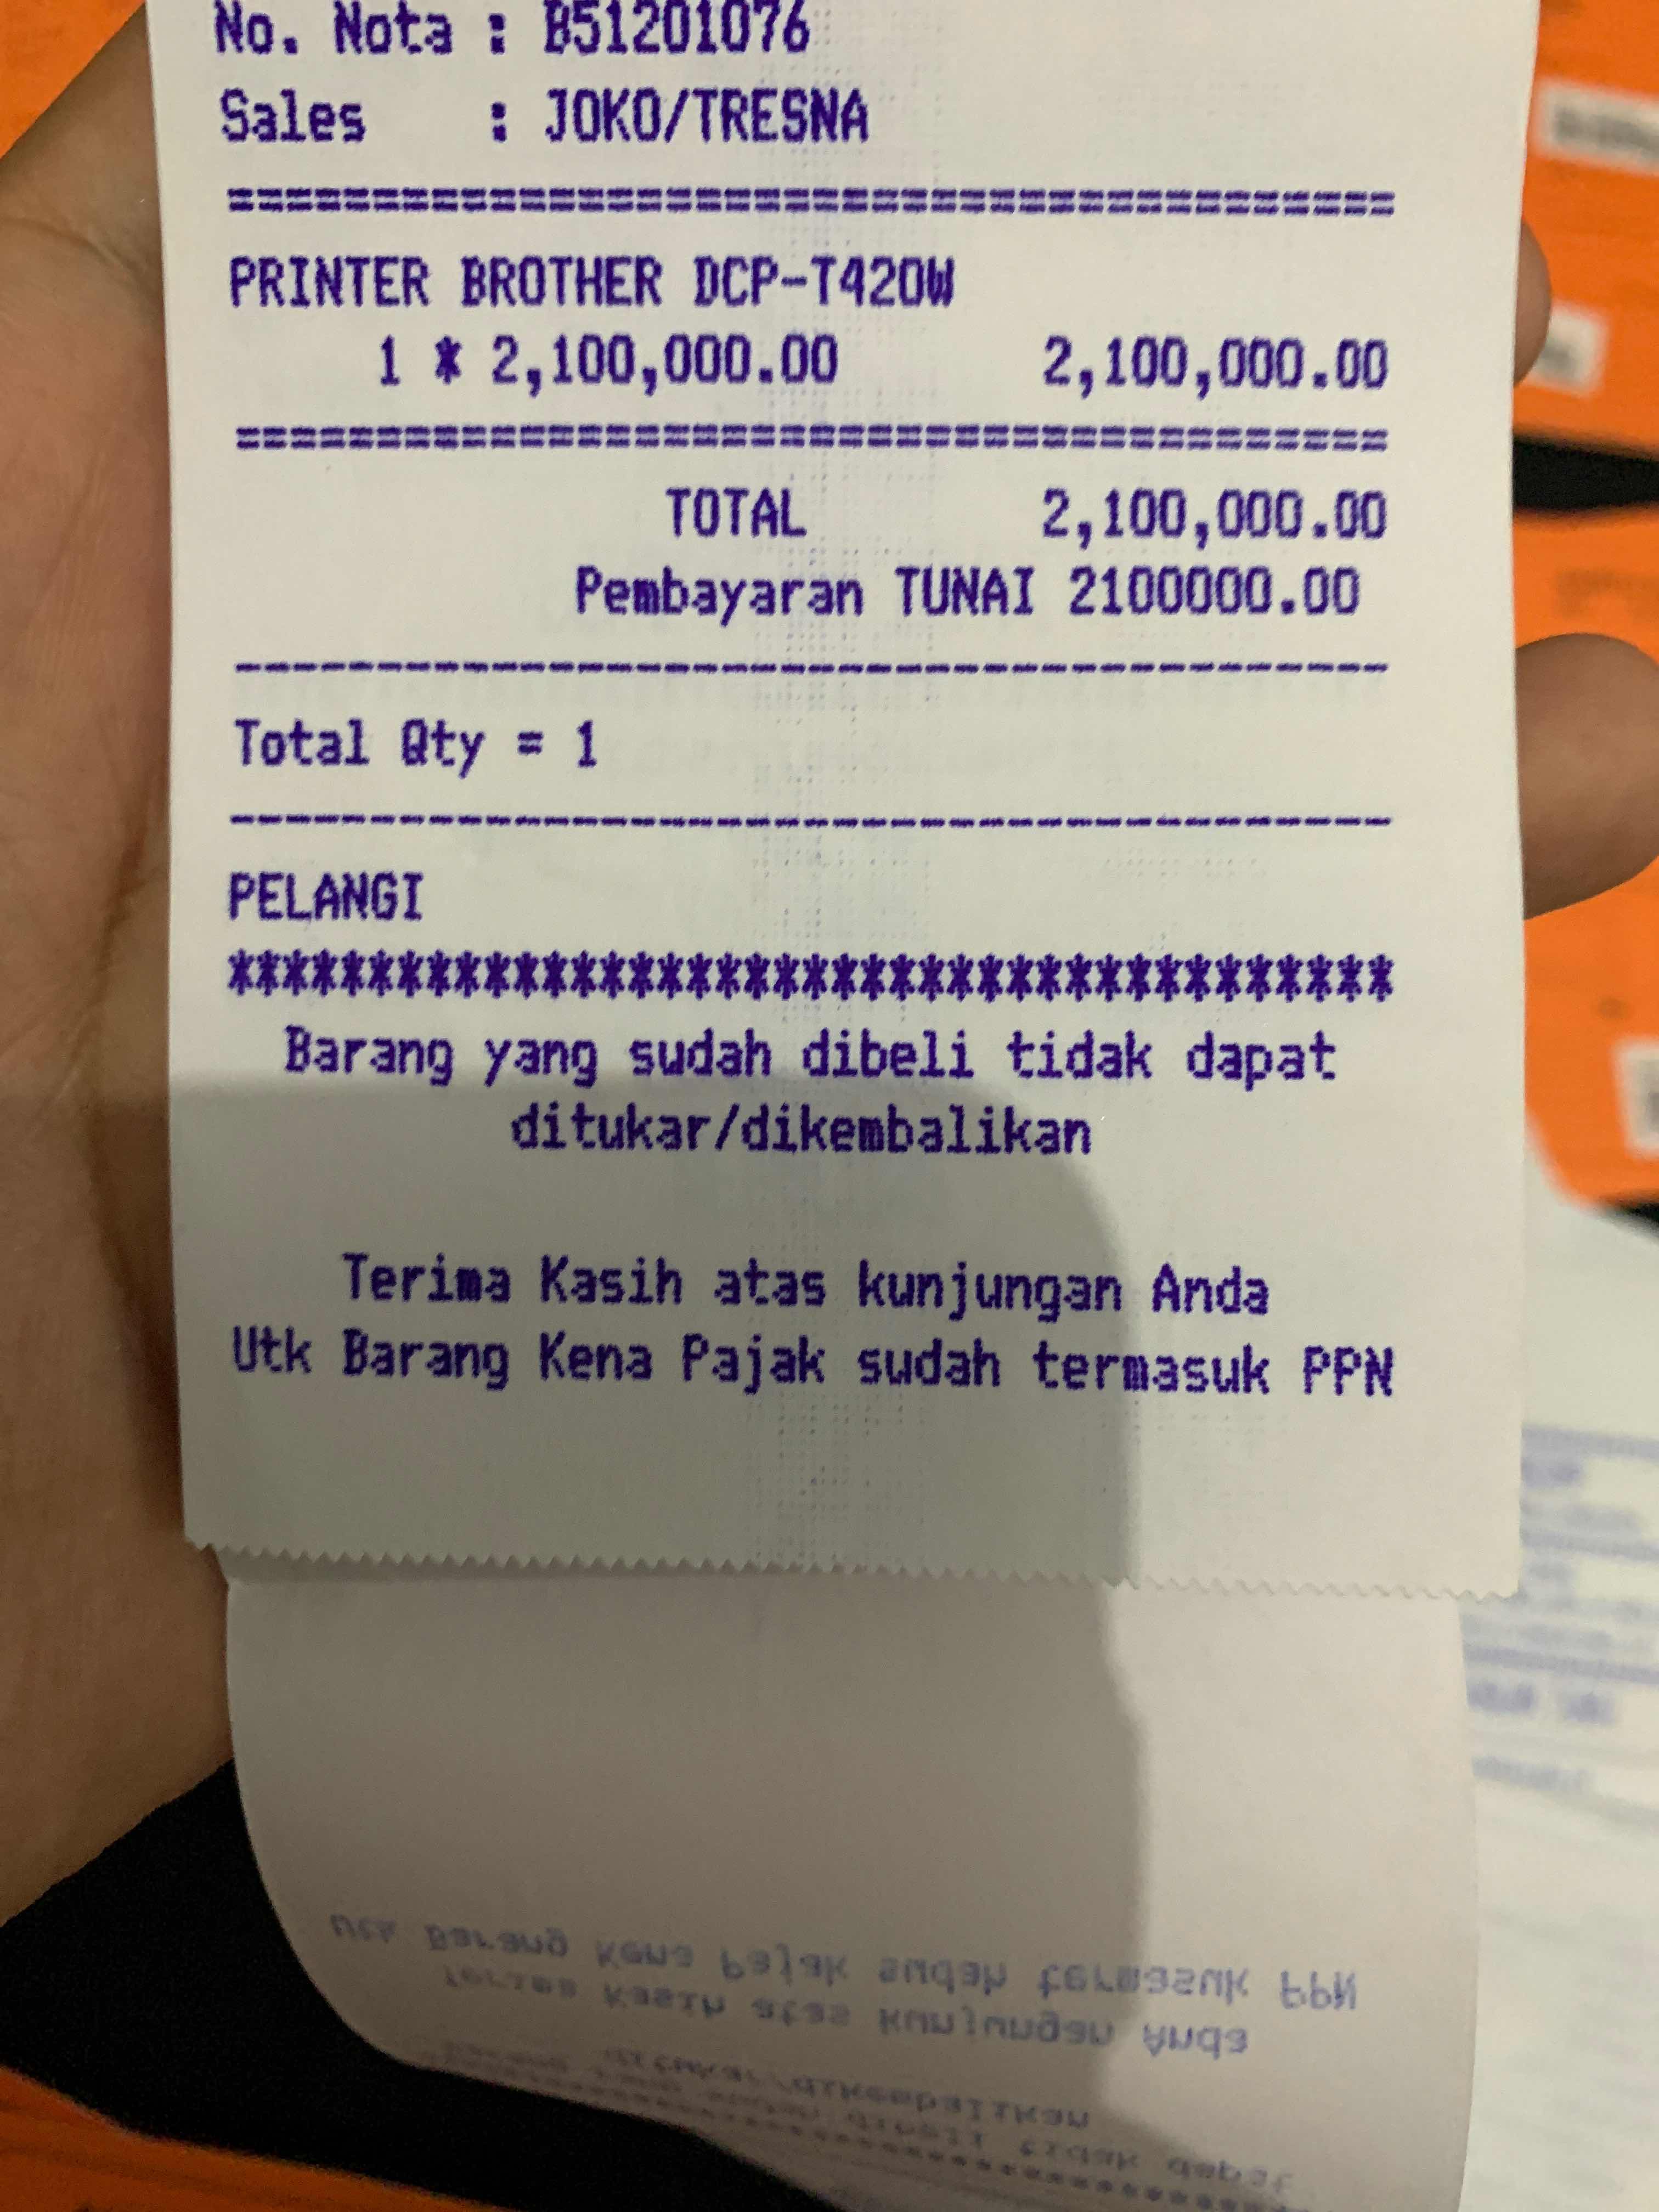 No. Nota : B51201076
Sales : JOKO/TRESNA
========================================
PRINTER BROTHER DCP-T420W
1 * 2,100,000.00 2,100,000.00
========================================
TOTAL 2,100,000.00
Pembayaran TUNAI 2100000.00
----------------------------------------
Total Qty = 1
----------------------------------------
PELANGI
****************************************
Barang yang sudah dibeli tidak dapat
ditukar/dikembalikan
Terima Kasih atas kunjungan Anda
Utk Barang Kena Pajak sudah termasuk PPN